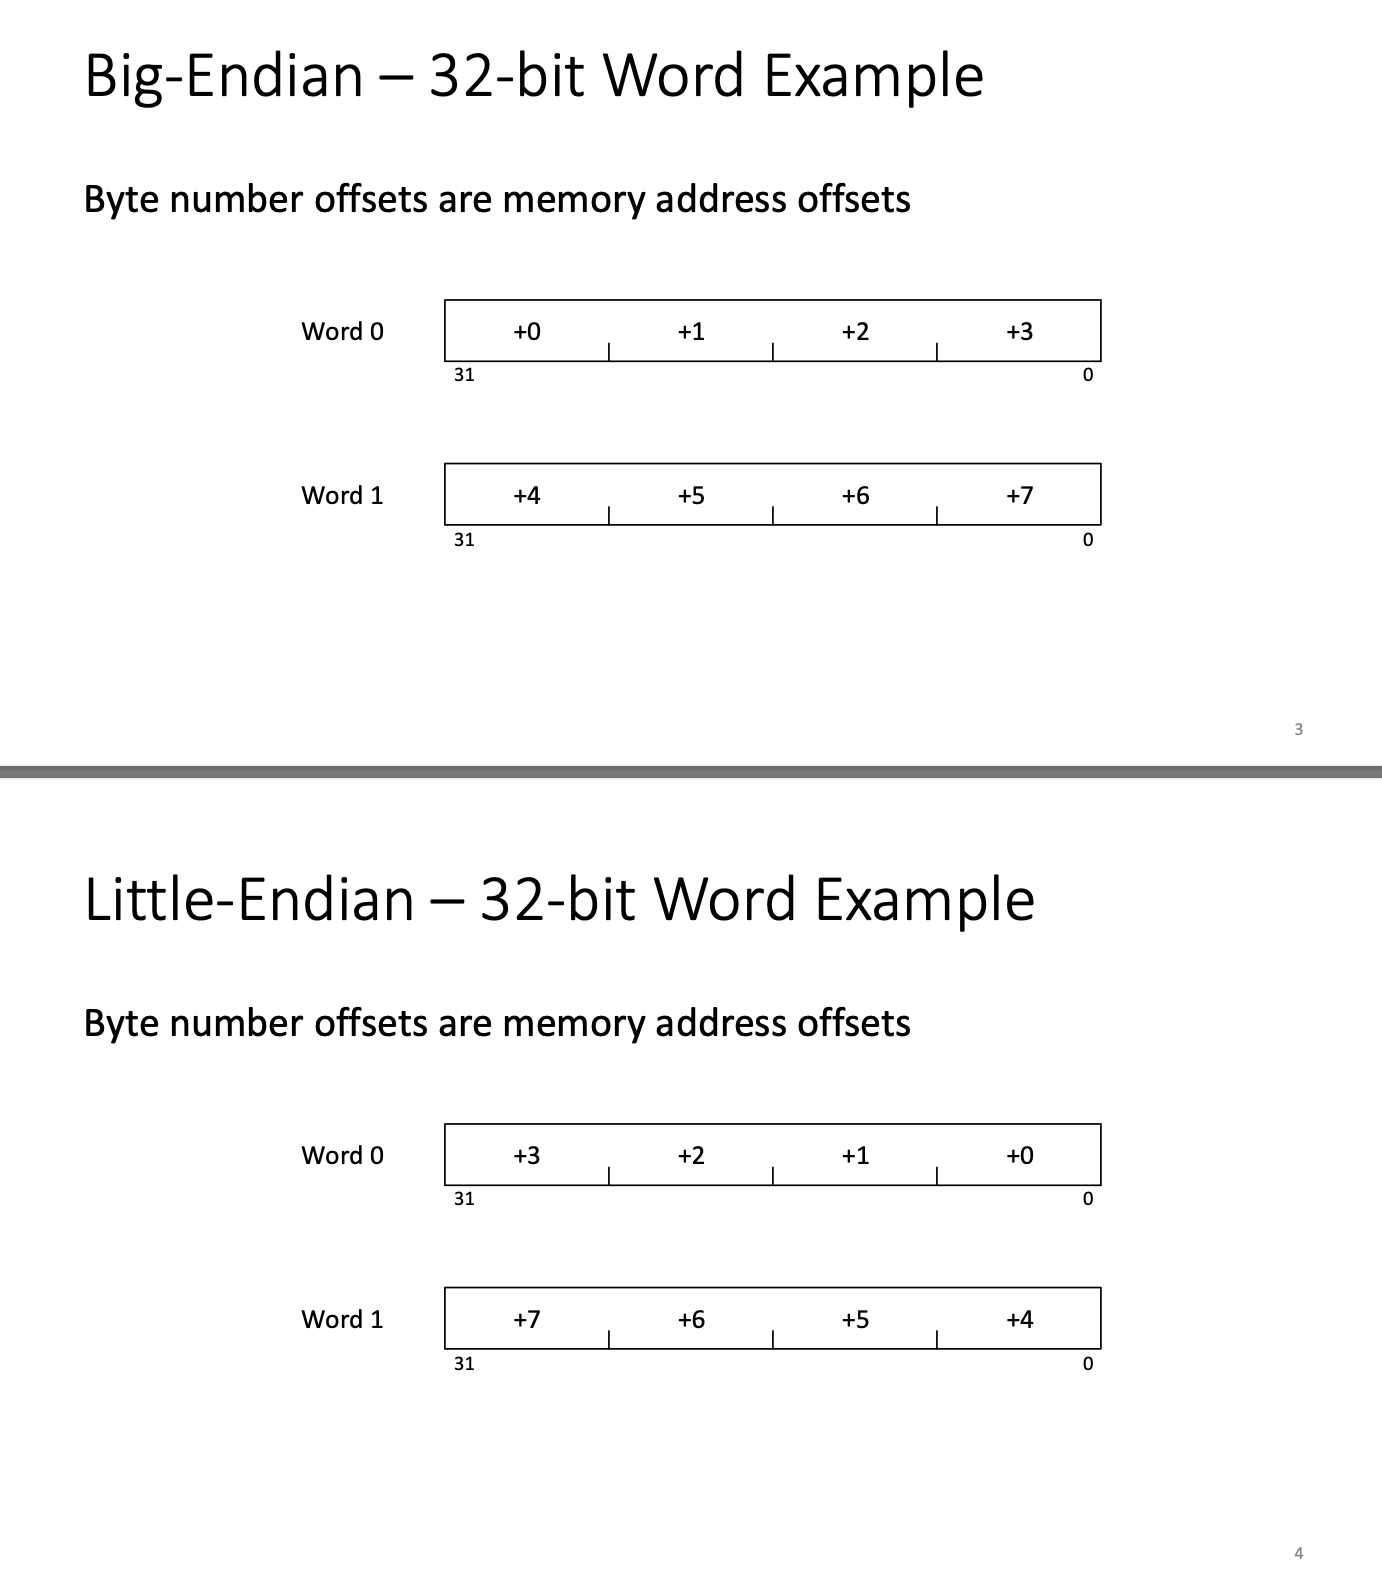 Big-Endian – 32-bit Word Example
Byte number offsets are memory address offsets
Word 0 +0 +1 +2 +3
31 0
Word 1 +4 +5 +6 +7
31 0
3
Little-Endian – 32-bit Word Example
Byte number offsets are memory address offsets
Word 0 +3 +2 +1 +0
31 0
Word 1 +7 +6 +5 +4
31 0
4